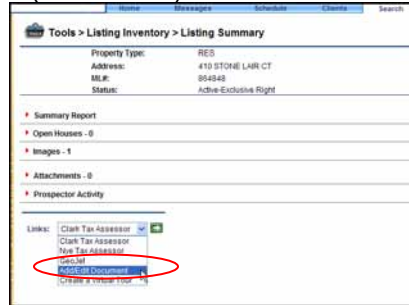 Home Messages Schedule Clients Search
Tools > Listing Inventory > Listing Summary
Property Type: RES
Address: 410 STONE LAIR CT
ML#: 864848
Status: Active-Exclusive Right
Summary Report
Open Houses - 0
Images - 1
Attachments - 0
Prospector Activity
Links: Clark Tax Assessor
Clark Tax Assessor
Nye Tax Assessor
GeoJet
Add/Edit Document
Create a Virtual Tour